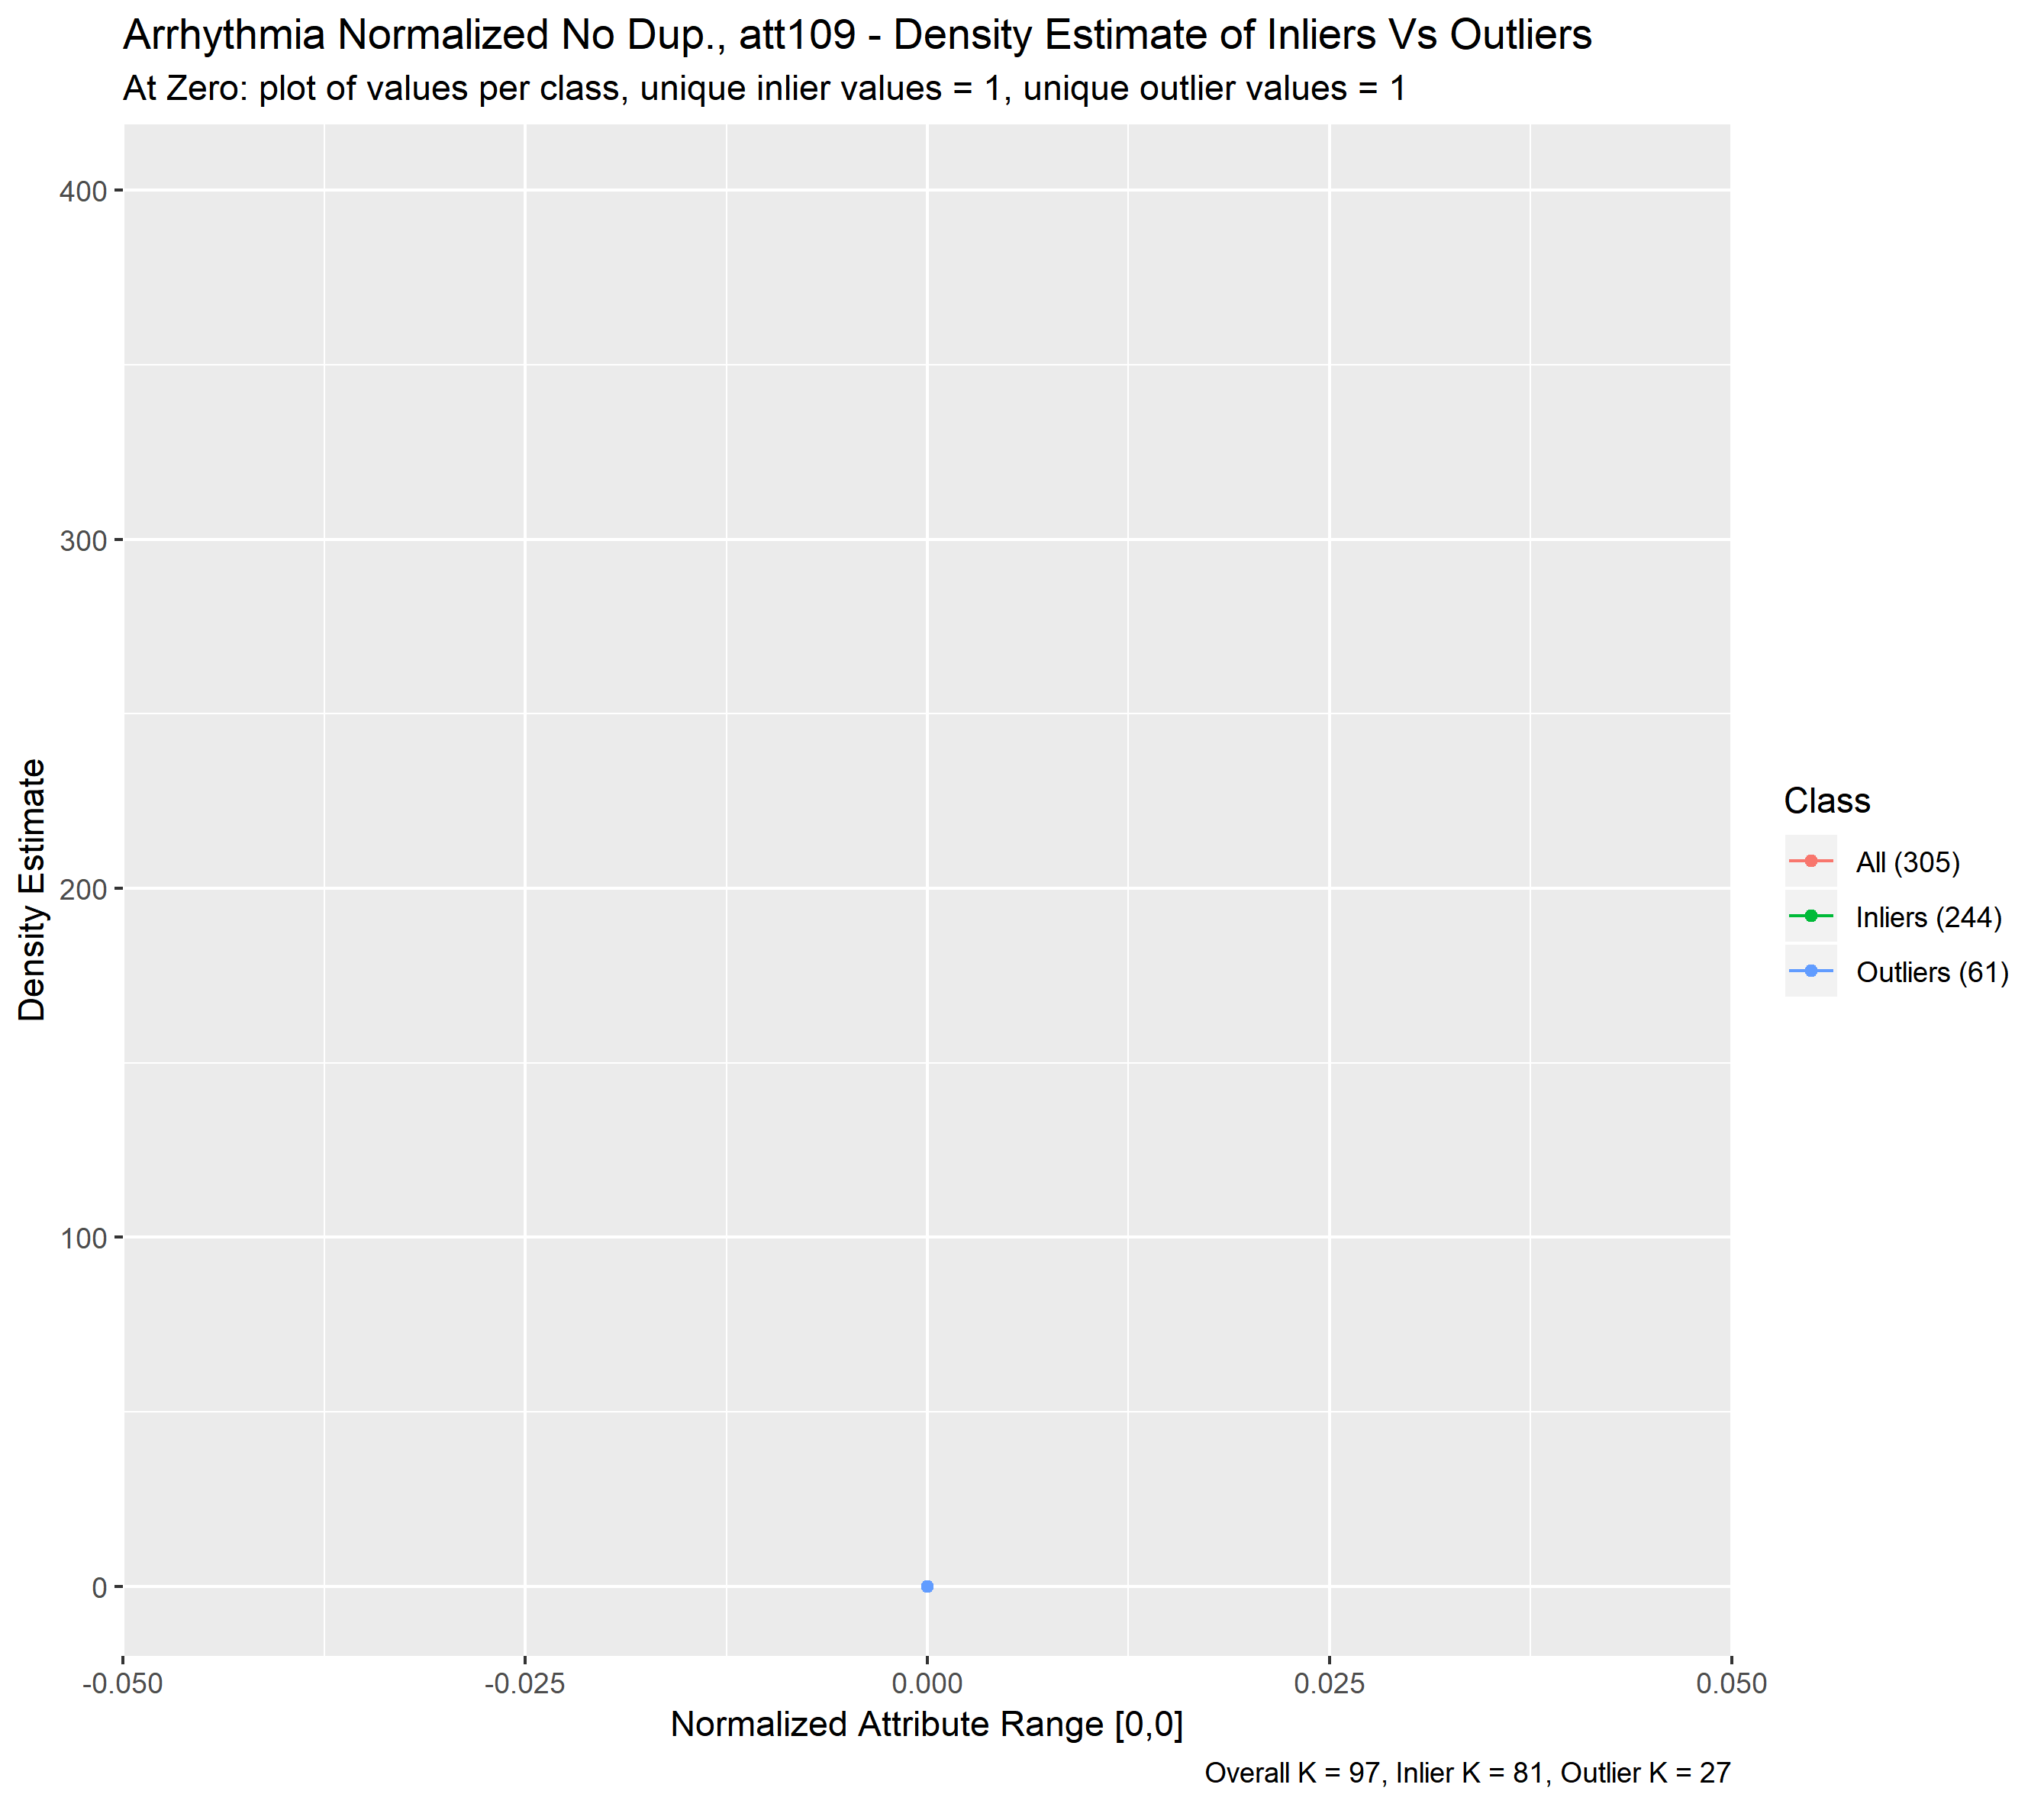 Arrhythmia Normalized No Dup., att109 - Density Estimate of Inliers Vs Outliers
At Zero: plot of values per class, unique inlier values = 1, unique outlier values = 1
400
300
200
100
0
Density Estimate
-0.050
-0.025
0.000
0.025
0.050
Normalized Attribute Range [0,0]
Overall K = 97, Inlier K = 81, Outlier K = 27
Class
All (305)
Inliers (244)
Outliers (61)